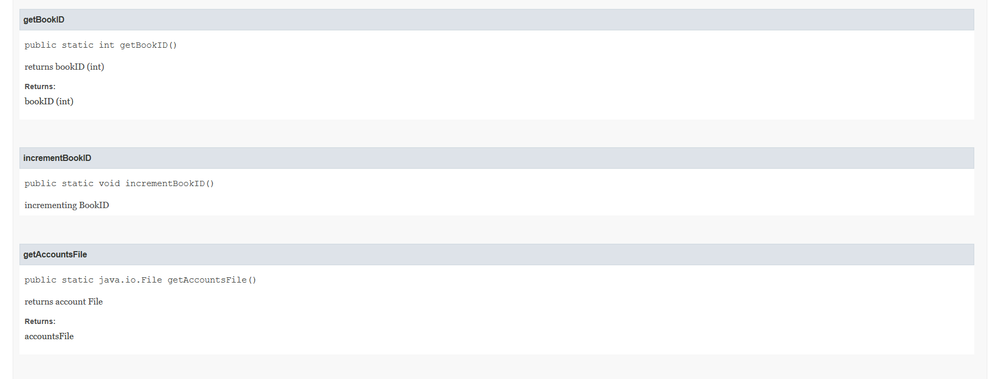 getBookID
public static int getBookID()
returns bookID (int)
Returns:
bookID (int)
incrementBookID
public static void incrementBookID()
incrementing BookID
getAccountsFile
public static java.io.File getAccountsFile()
returns account File
Returns:
accountsFile